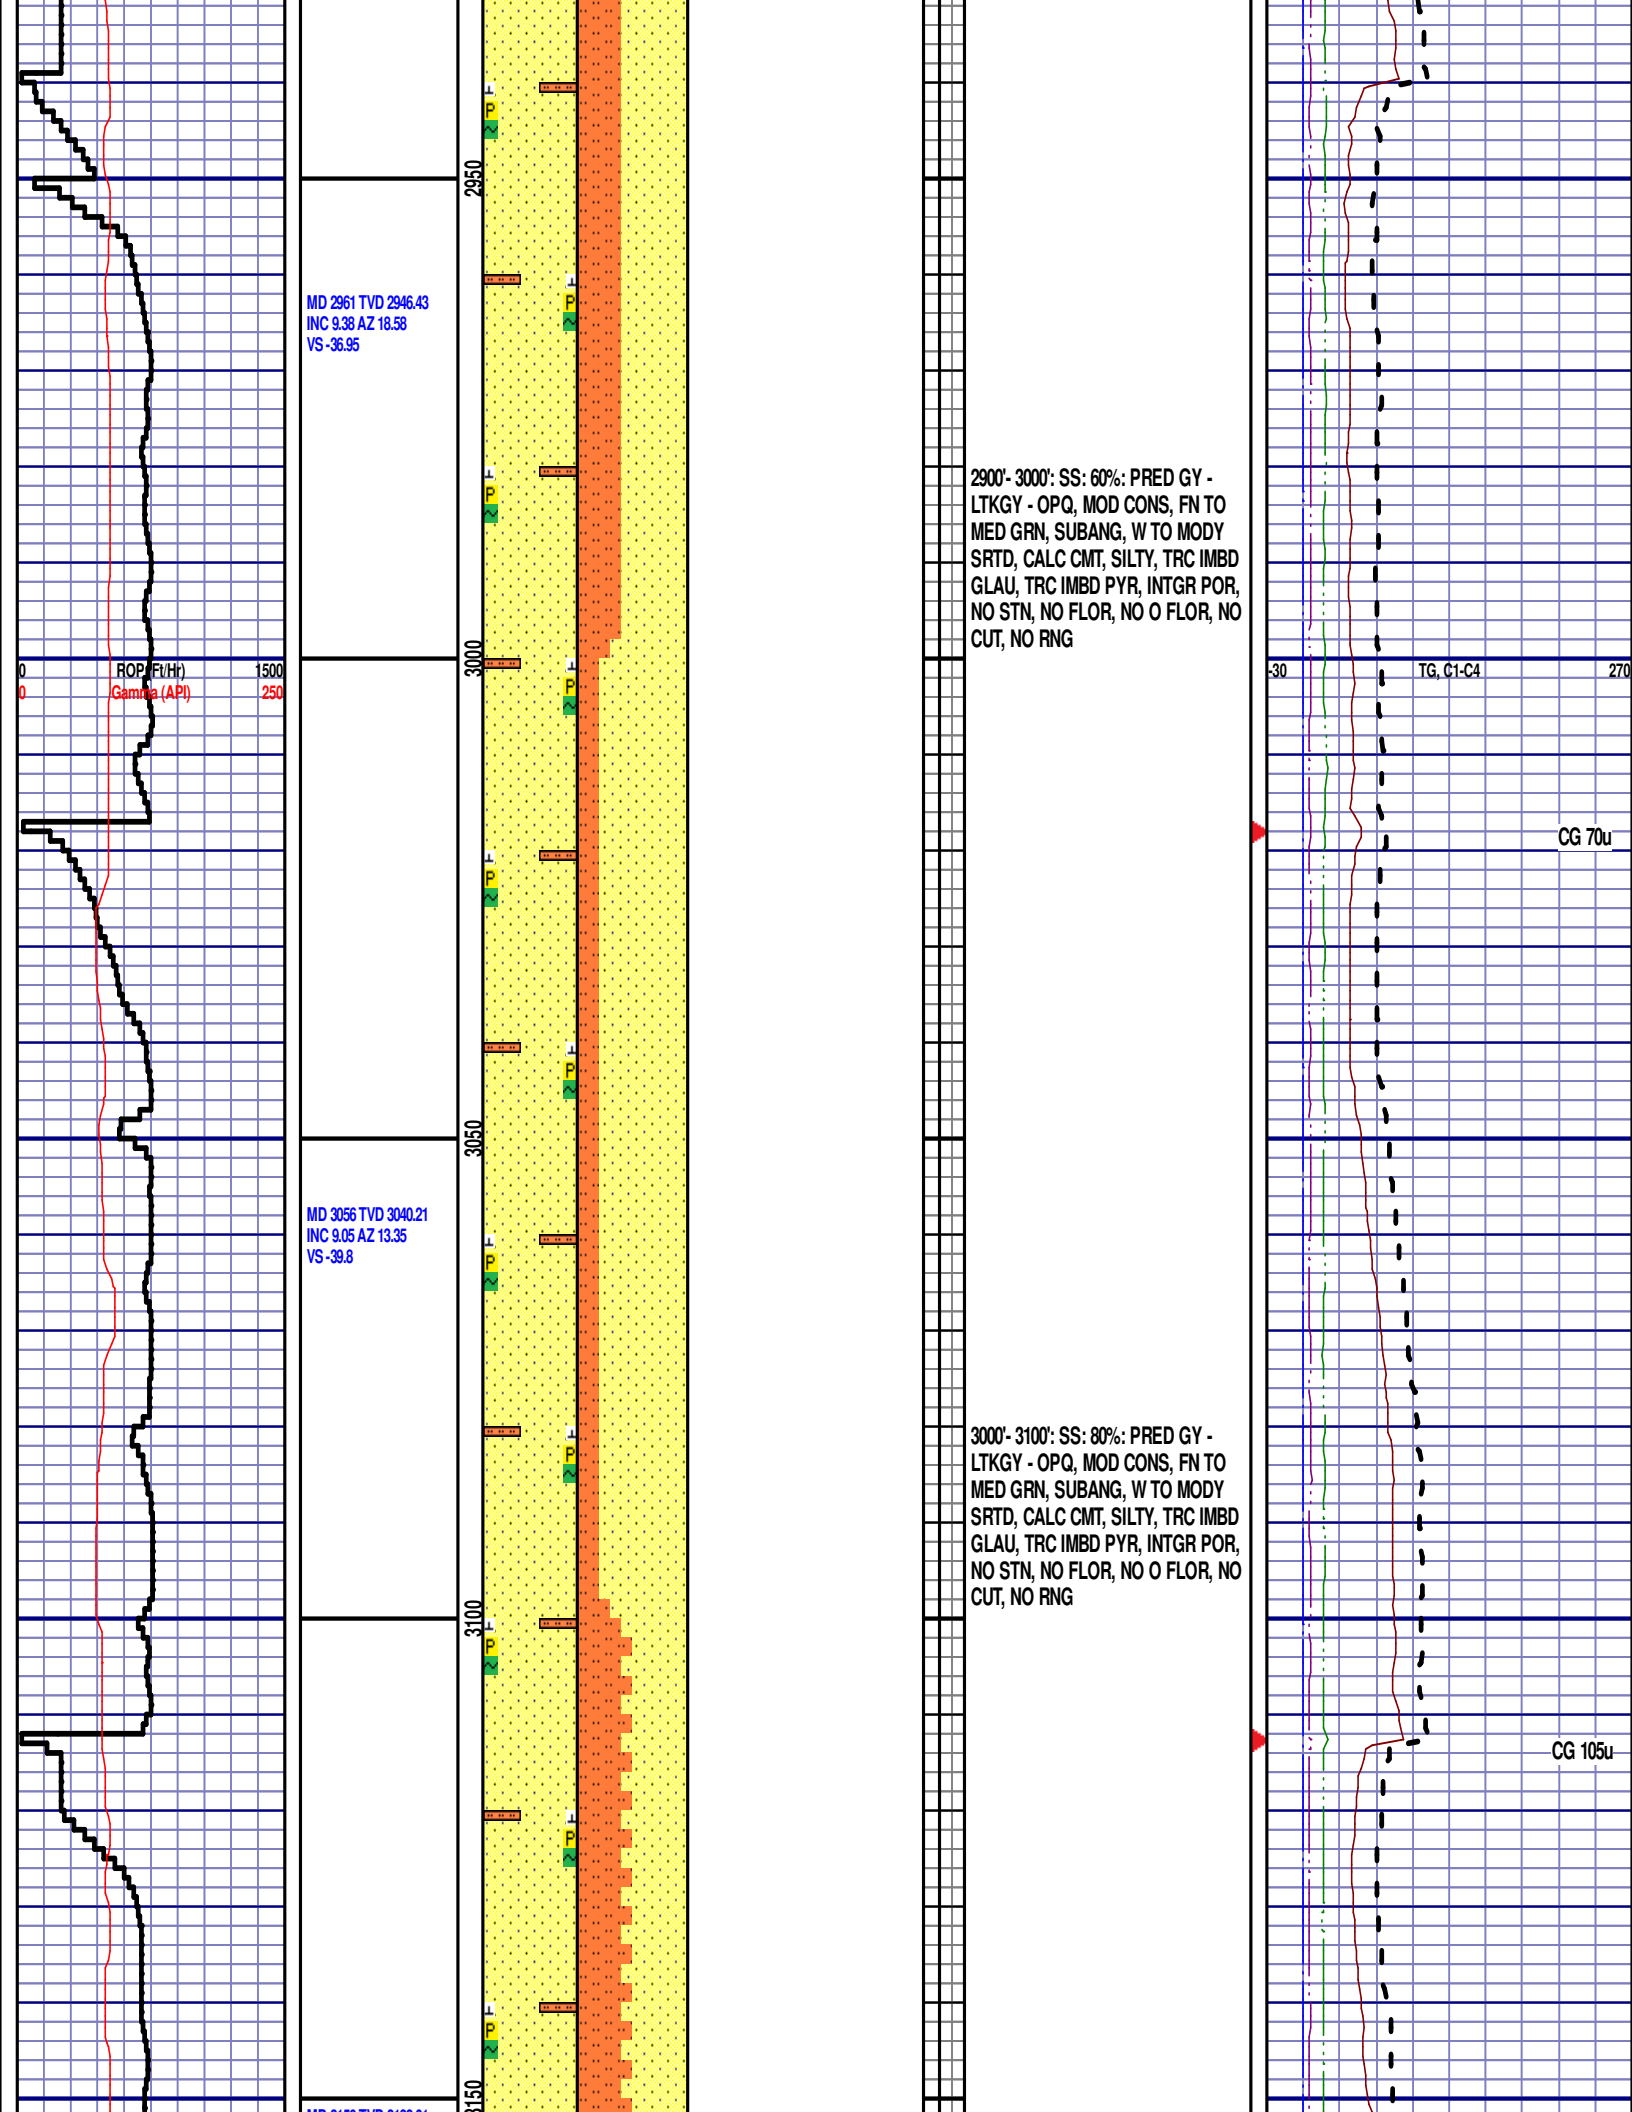 2950
MD 2961 TVD 2946.43
INC 9.38 AZ 18.58
VS -36.95
2900'- 3000': SS: 60%: PRED GY -
LTKGY - OPQ, MOD CONS, FN TO
MED GRN, SUBANG, W TO MODY
SRTD, CALC CMT, SILTY, TRC IMBD
GLAU, TRC IMBD PYR, INTGR POR,
NO STN, NO FLOR, NO O FLOR, NO
CUT, NO RNG
3000
0 ROP (Ft/Hr) 1500
0 Gamma (API) 250
-30 TG, C1-C4 270
CG 70u
3050
MD 3056 TVD 3040.21
INC 9.05 AZ 13.35
VS -39.8
3000'- 3100': SS: 80%: PRED GY -
LTKGY - OPQ, MOD CONS, FN TO
MED GRN, SUBANG, W TO MODY
SRTD, CALC CMT, SILTY, TRC IMBD
GLAU, TRC IMBD PYR, INTGR POR,
NO STN, NO FLOR, NO O FLOR, NO
CUT, NO RNG
3100
CG 105u
P
P
P
P
P
P
P
P
P
P
P